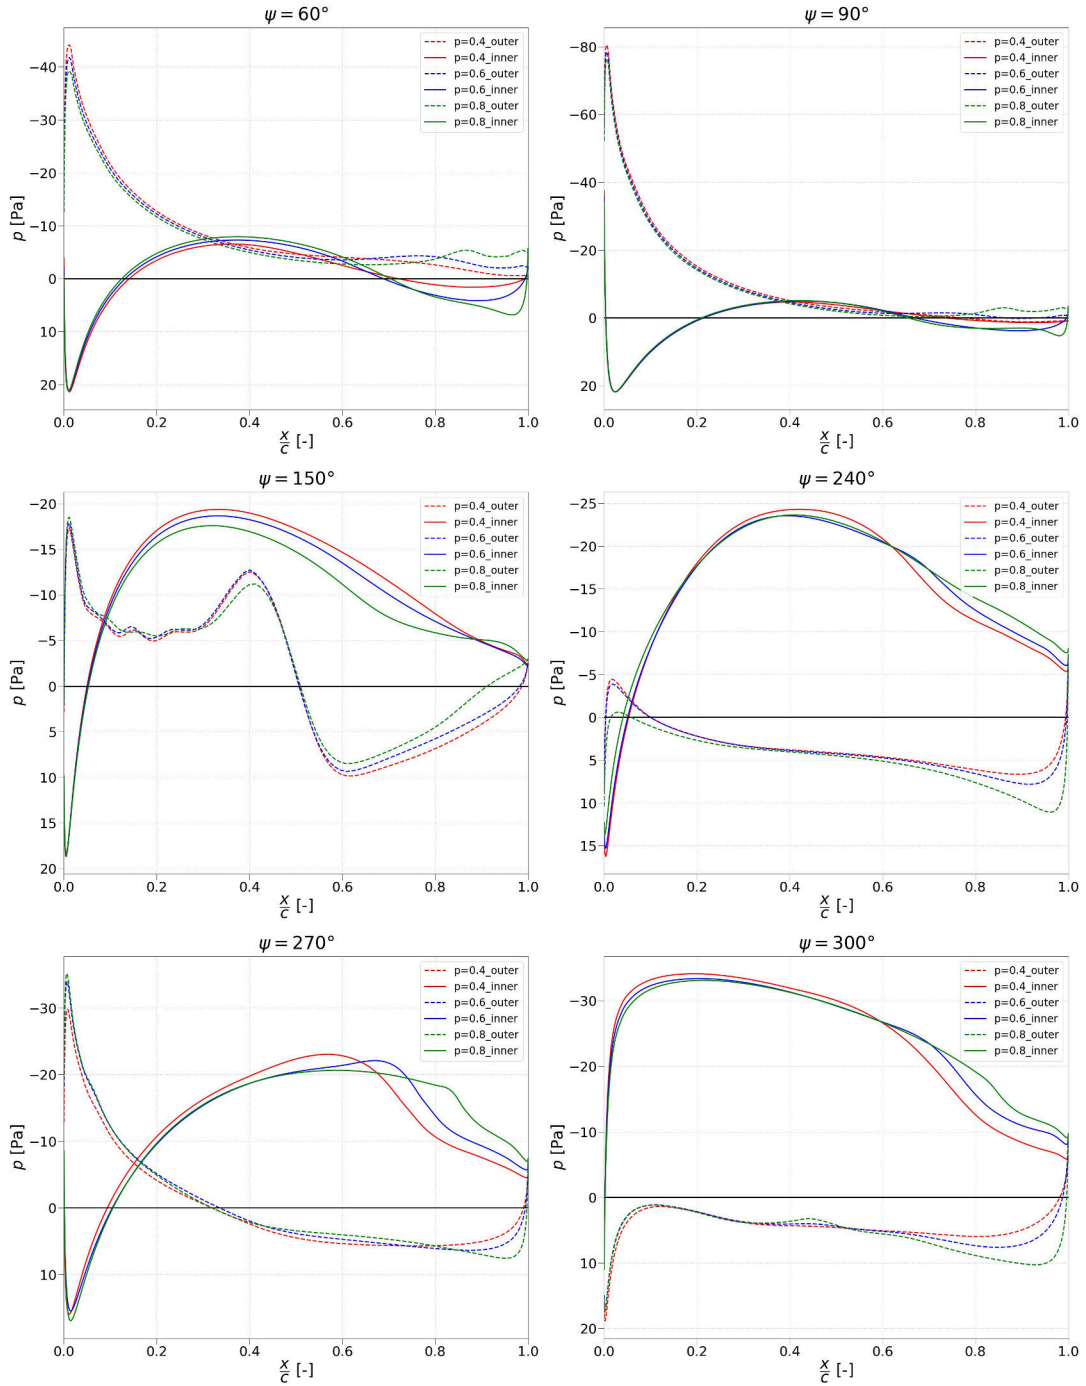 ψ = 60°
−40
−30
−20
−10
0
10
20
p [Pa]
0.0 0.2 0.4 0.6 0.8 1.0
x/c [-]
p=0.4_outer
p=0.4_inner
p=0.6_outer
p=0.6_inner
p=0.8_outer
p=0.8_inner
ψ = 90°
−80
−60
−40
−20
0
20
p [Pa]
0.0 0.2 0.4 0.6 0.8 1.0
x/c [-]
p=0.4_outer
p=0.4_inner
p=0.6_outer
p=0.6_inner
p=0.8_outer
p=0.8_inner
ψ = 150°
−20
−15
−10
−5
0
5
10
15
20
p [Pa]
0.0 0.2 0.4 0.6 0.8 1.0
x/c [-]
p=0.4_outer
p=0.4_inner
p=0.6_outer
p=0.6_inner
p=0.8_outer
p=0.8_inner
ψ = 240°
−25
−20
−15
−10
−5
0
5
10
15
p [Pa]
0.0 0.2 0.4 0.6 0.8 1.0
x/c [-]
p=0.4_outer
p=0.4_inner
p=0.6_outer
p=0.6_inner
p=0.8_outer
p=0.8_inner
ψ = 270°
−30
−20
−10
0
10
p [Pa]
0.0 0.2 0.4 0.6 0.8 1.0
x/c [-]
p=0.4_outer
p=0.4_inner
p=0.6_outer
p=0.6_inner
p=0.8_outer
p=0.8_inner
ψ = 300°
−30
−20
−10
0
10
20
p [Pa]
0.0 0.2 0.4 0.6 0.8 1.0
x/c [-]
p=0.4_outer
p=0.4_inner
p=0.6_outer
p=0.6_inner
p=0.8_outer
p=0.8_inner